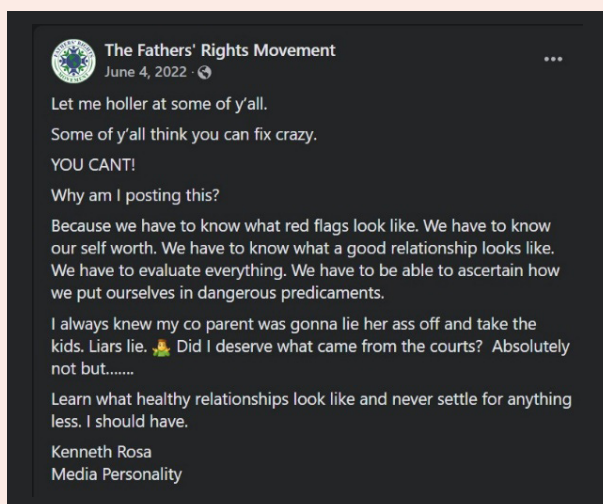 The Fathers' Rights Movement
June 4, 2022 ·
Let me holler at some of y'all.
Some of y'all think you can fix crazy.
YOU CANT!
Why am I posting this?
Because we have to know what red flags look like. We have to know
our self worth. We have to know what a good relationship looks like.
We have to evaluate everything. We have to be able to ascertain how
we put ourselves in dangerous predicaments.
I always knew my co parent was gonna lie her ass off and take the
kids. Liars lie. 🤷 Did I deserve what came from the courts? Absolutely
not but.......
Learn what healthy relationships look like and never settle for anything
less. I should have.
Kenneth Rosa
Media Personality